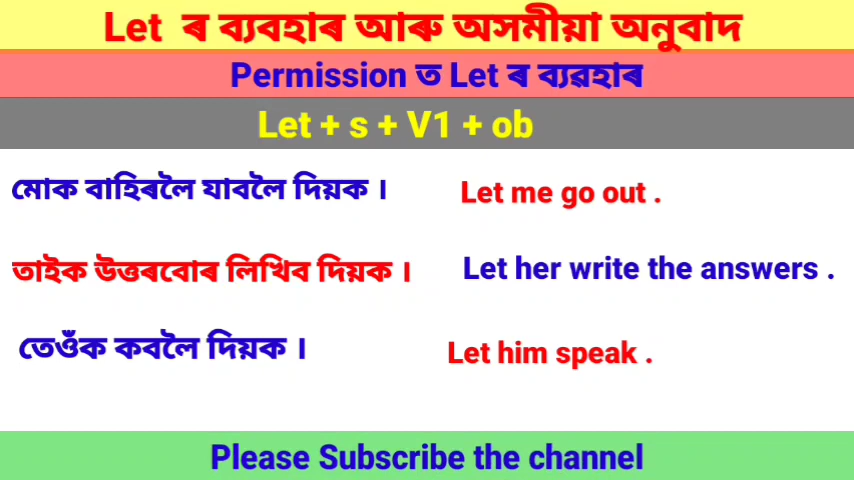 Let ৰ ব্যবহাৰ আৰু অসমীয়া অনুবাদ
Permission ত Let ৰ ব্যৱহাৰ
Let + s + V1 + ob
মোক বাহিৰলৈ যাবলৈ দিয়ক । Let me go out .
তাইক উত্তৰবোৰ লিখিব দিয়ক । Let her write the answers .
তেওঁক কবলৈ দিয়ক । Let him speak .
Please Subscribe the channel